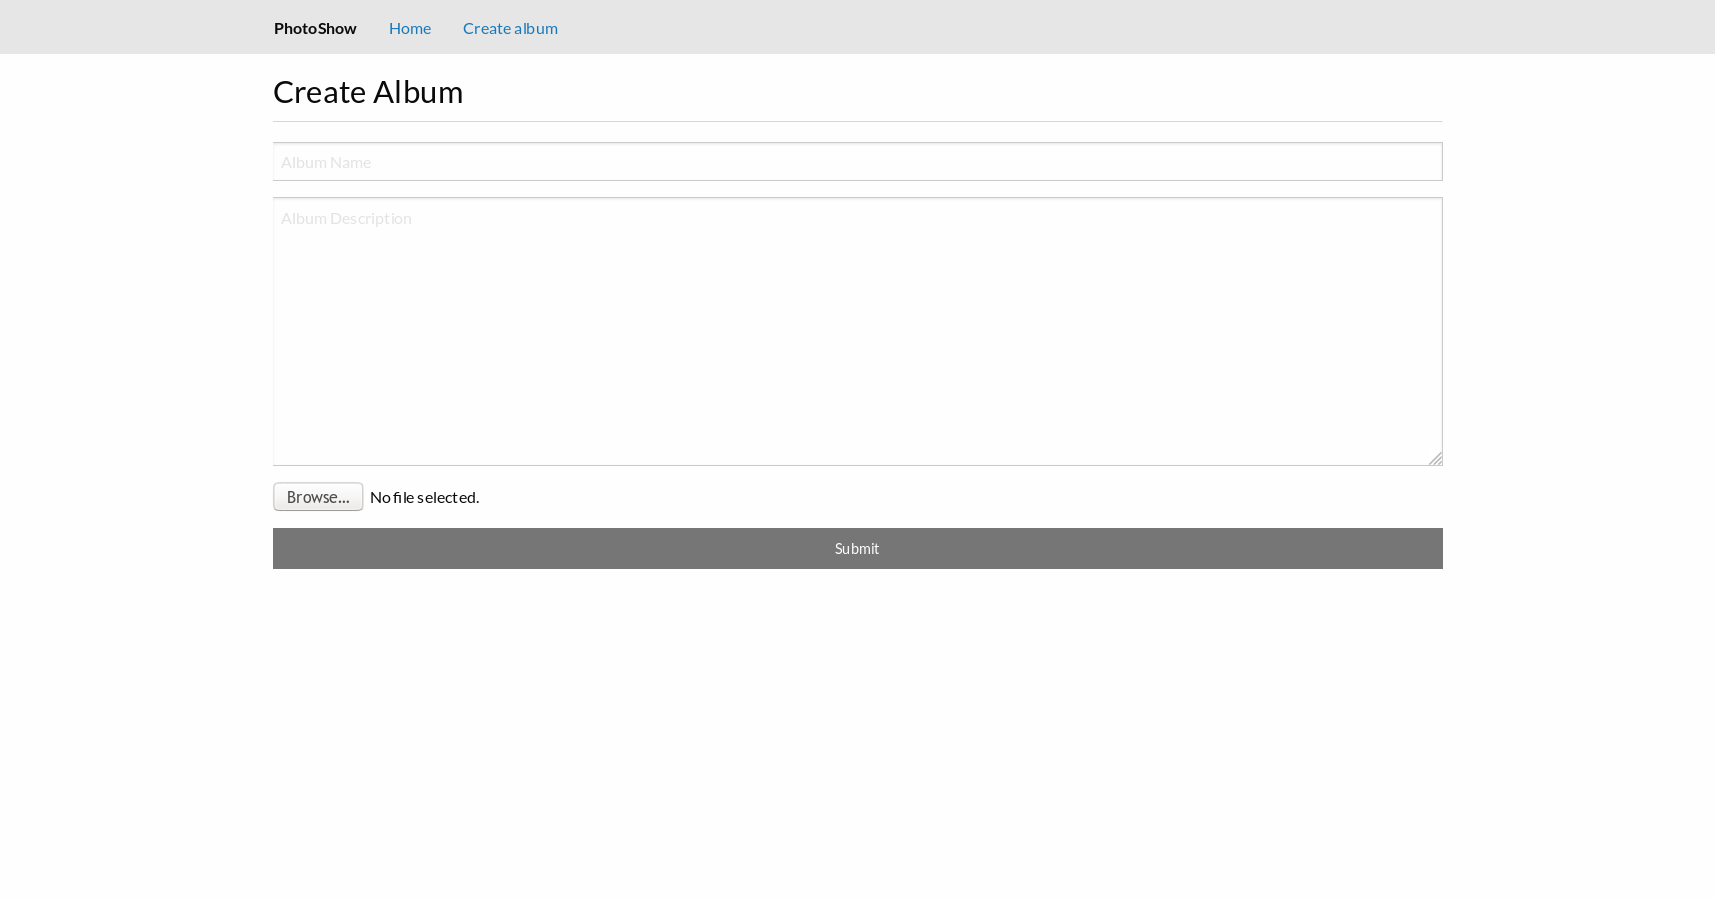 PhotoShow Home Create album
Create Album
Album Name
Album Description
Browse... No file selected.
Submit